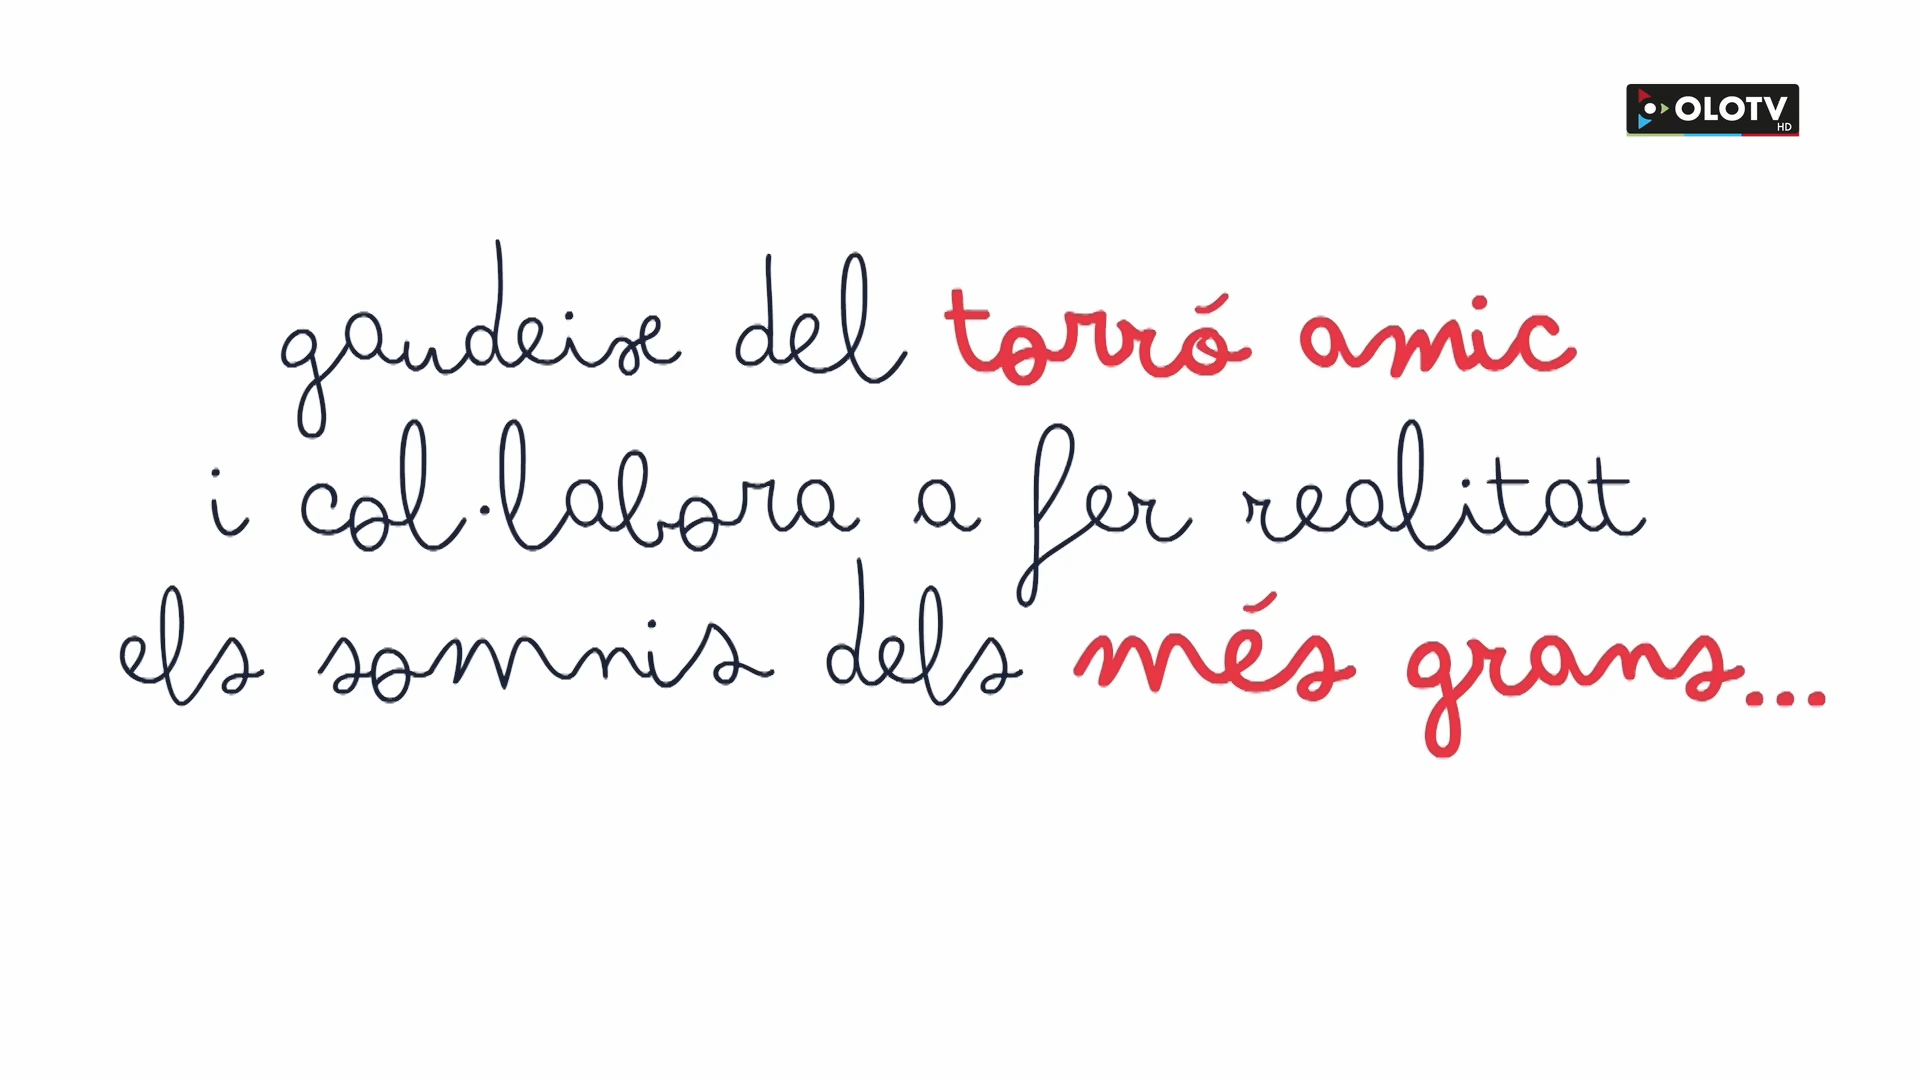 OLOTV
HD
gaudeix del torró amic
i col·labora a fer realitat
els somnis dels més grans...